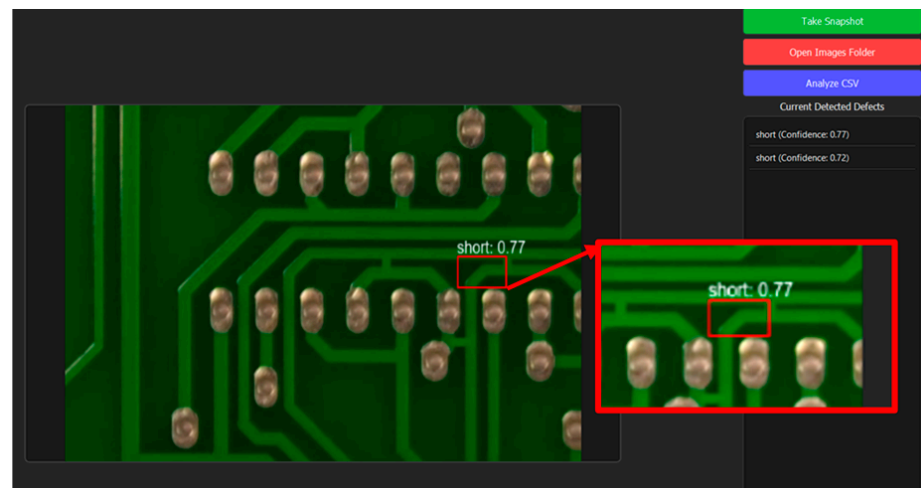 Take Snapshot
Open Images Folder
Analyze CSV
Current Detected Defects
short (Confidence: 0.77)
short (Confidence: 0.72)
short: 0.77
short: 0.77